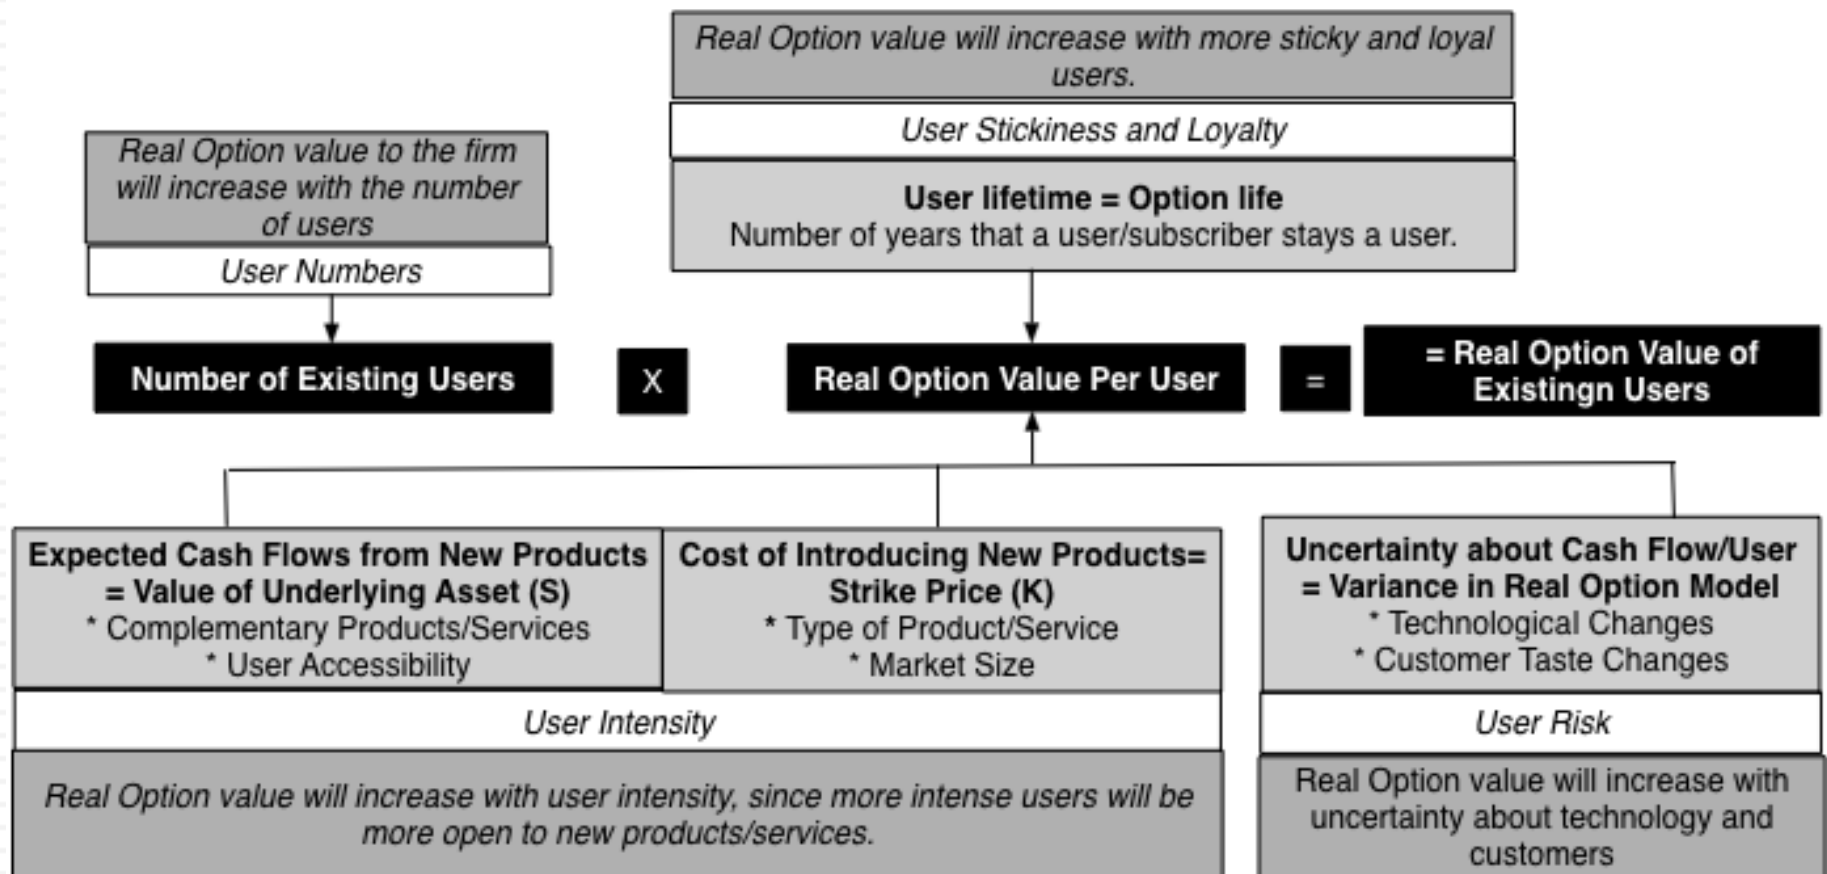 Real Option value will increase with more sticky and loyal
users.
User Stickiness and Loyalty
User lifetime = Option life
Number of years that a user/subscriber stays a user.
Real Option value to the firm
will increase with the number
of users
User Numbers
Number of Existing Users
X
Real Option Value Per User
=
= Real Option Value of
Existingn Users
Expected Cash Flows from New Products
= Value of Underlying Asset (S)
* Complementary Products/Services
* User Accessibility
Cost of Introducing New Products=
Strike Price (K)
* Type of Product/Service
* Market Size
User Intensity
Real Option value will increase with user intensity, since more intense users will be
more open to new products/services.
Uncertainty about Cash Flow/User
= Variance in Real Option Model
* Technological Changes
* Customer Taste Changes
User Risk
Real Option value will increase with
uncertainty about technology and
customers